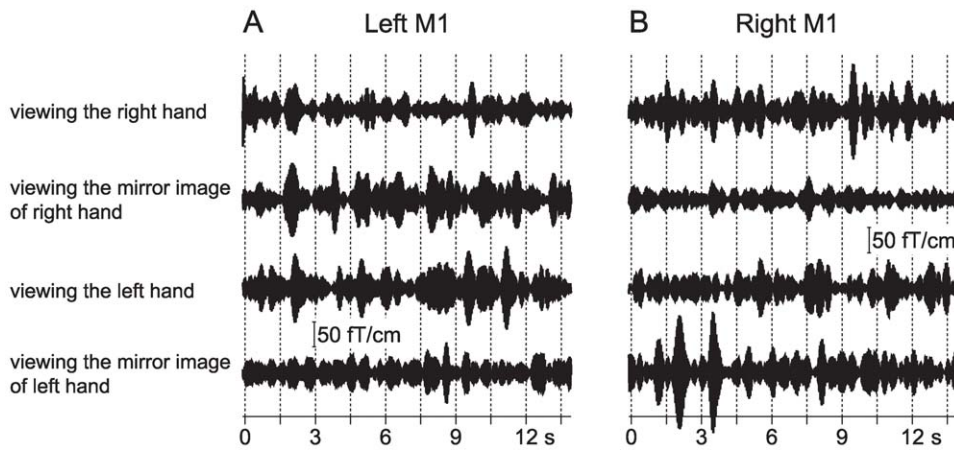 A Left M1 B Right M1
viewing the right hand
viewing the mirror image
of right hand
50 fT/cm
viewing the left hand
50 fT/cm
viewing the mirror image
of left hand
0 3 6 9 12 s 0 3 6 9 12 s